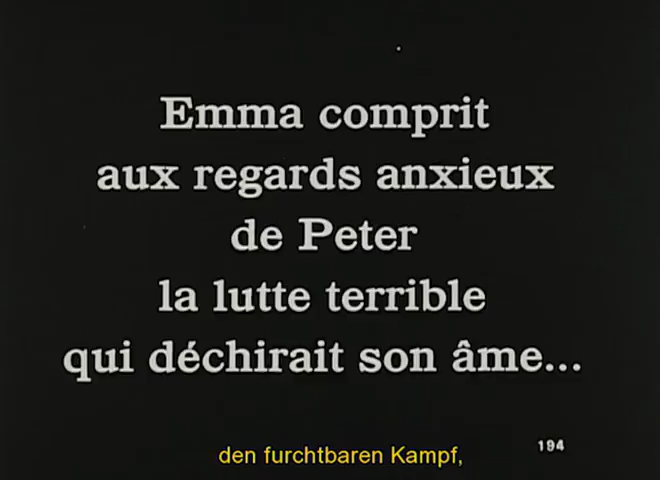 Emma comprit
aux regards anxieux
de Peter
la lutte terrible
qui déchirait son âme...
194
den furchtbaren Kampf,